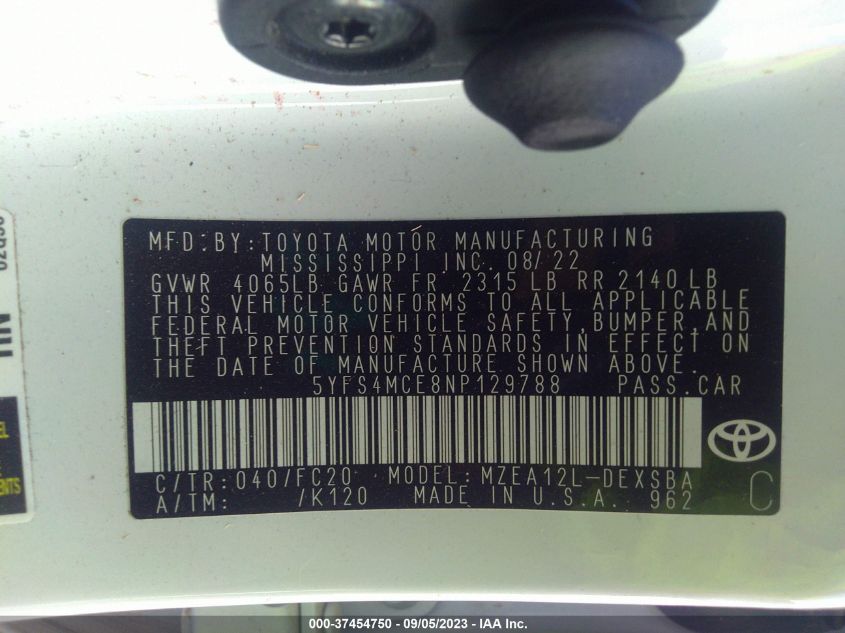 MFD. BY: TOYOTA MOTOR MANUFACTURING
MISSISSIPPI INC. 08/22
GVWR 4065LB GAWR FR 2315 LB RR 2140 LB
THIS VEHICLE CONFORMS TO ALL APPLICABLE
FEDERAL MOTOR VEHICLE SAFETY, BUMPER, AND
THEFT PREVENTION STANDARDS IN EFFECT ON
THE DATE OF MANUFACTURE SHOWN ABOVE.
5YFS4MCE8NP129788 PASS. CAR
C/TR: 040/FC20 MODEL: MZEA12L-DEXSBA
A/TM: /K120 MADE IN U.S.A. 962 C
000-37454750 - 09/05/2023 - IAA Inc.